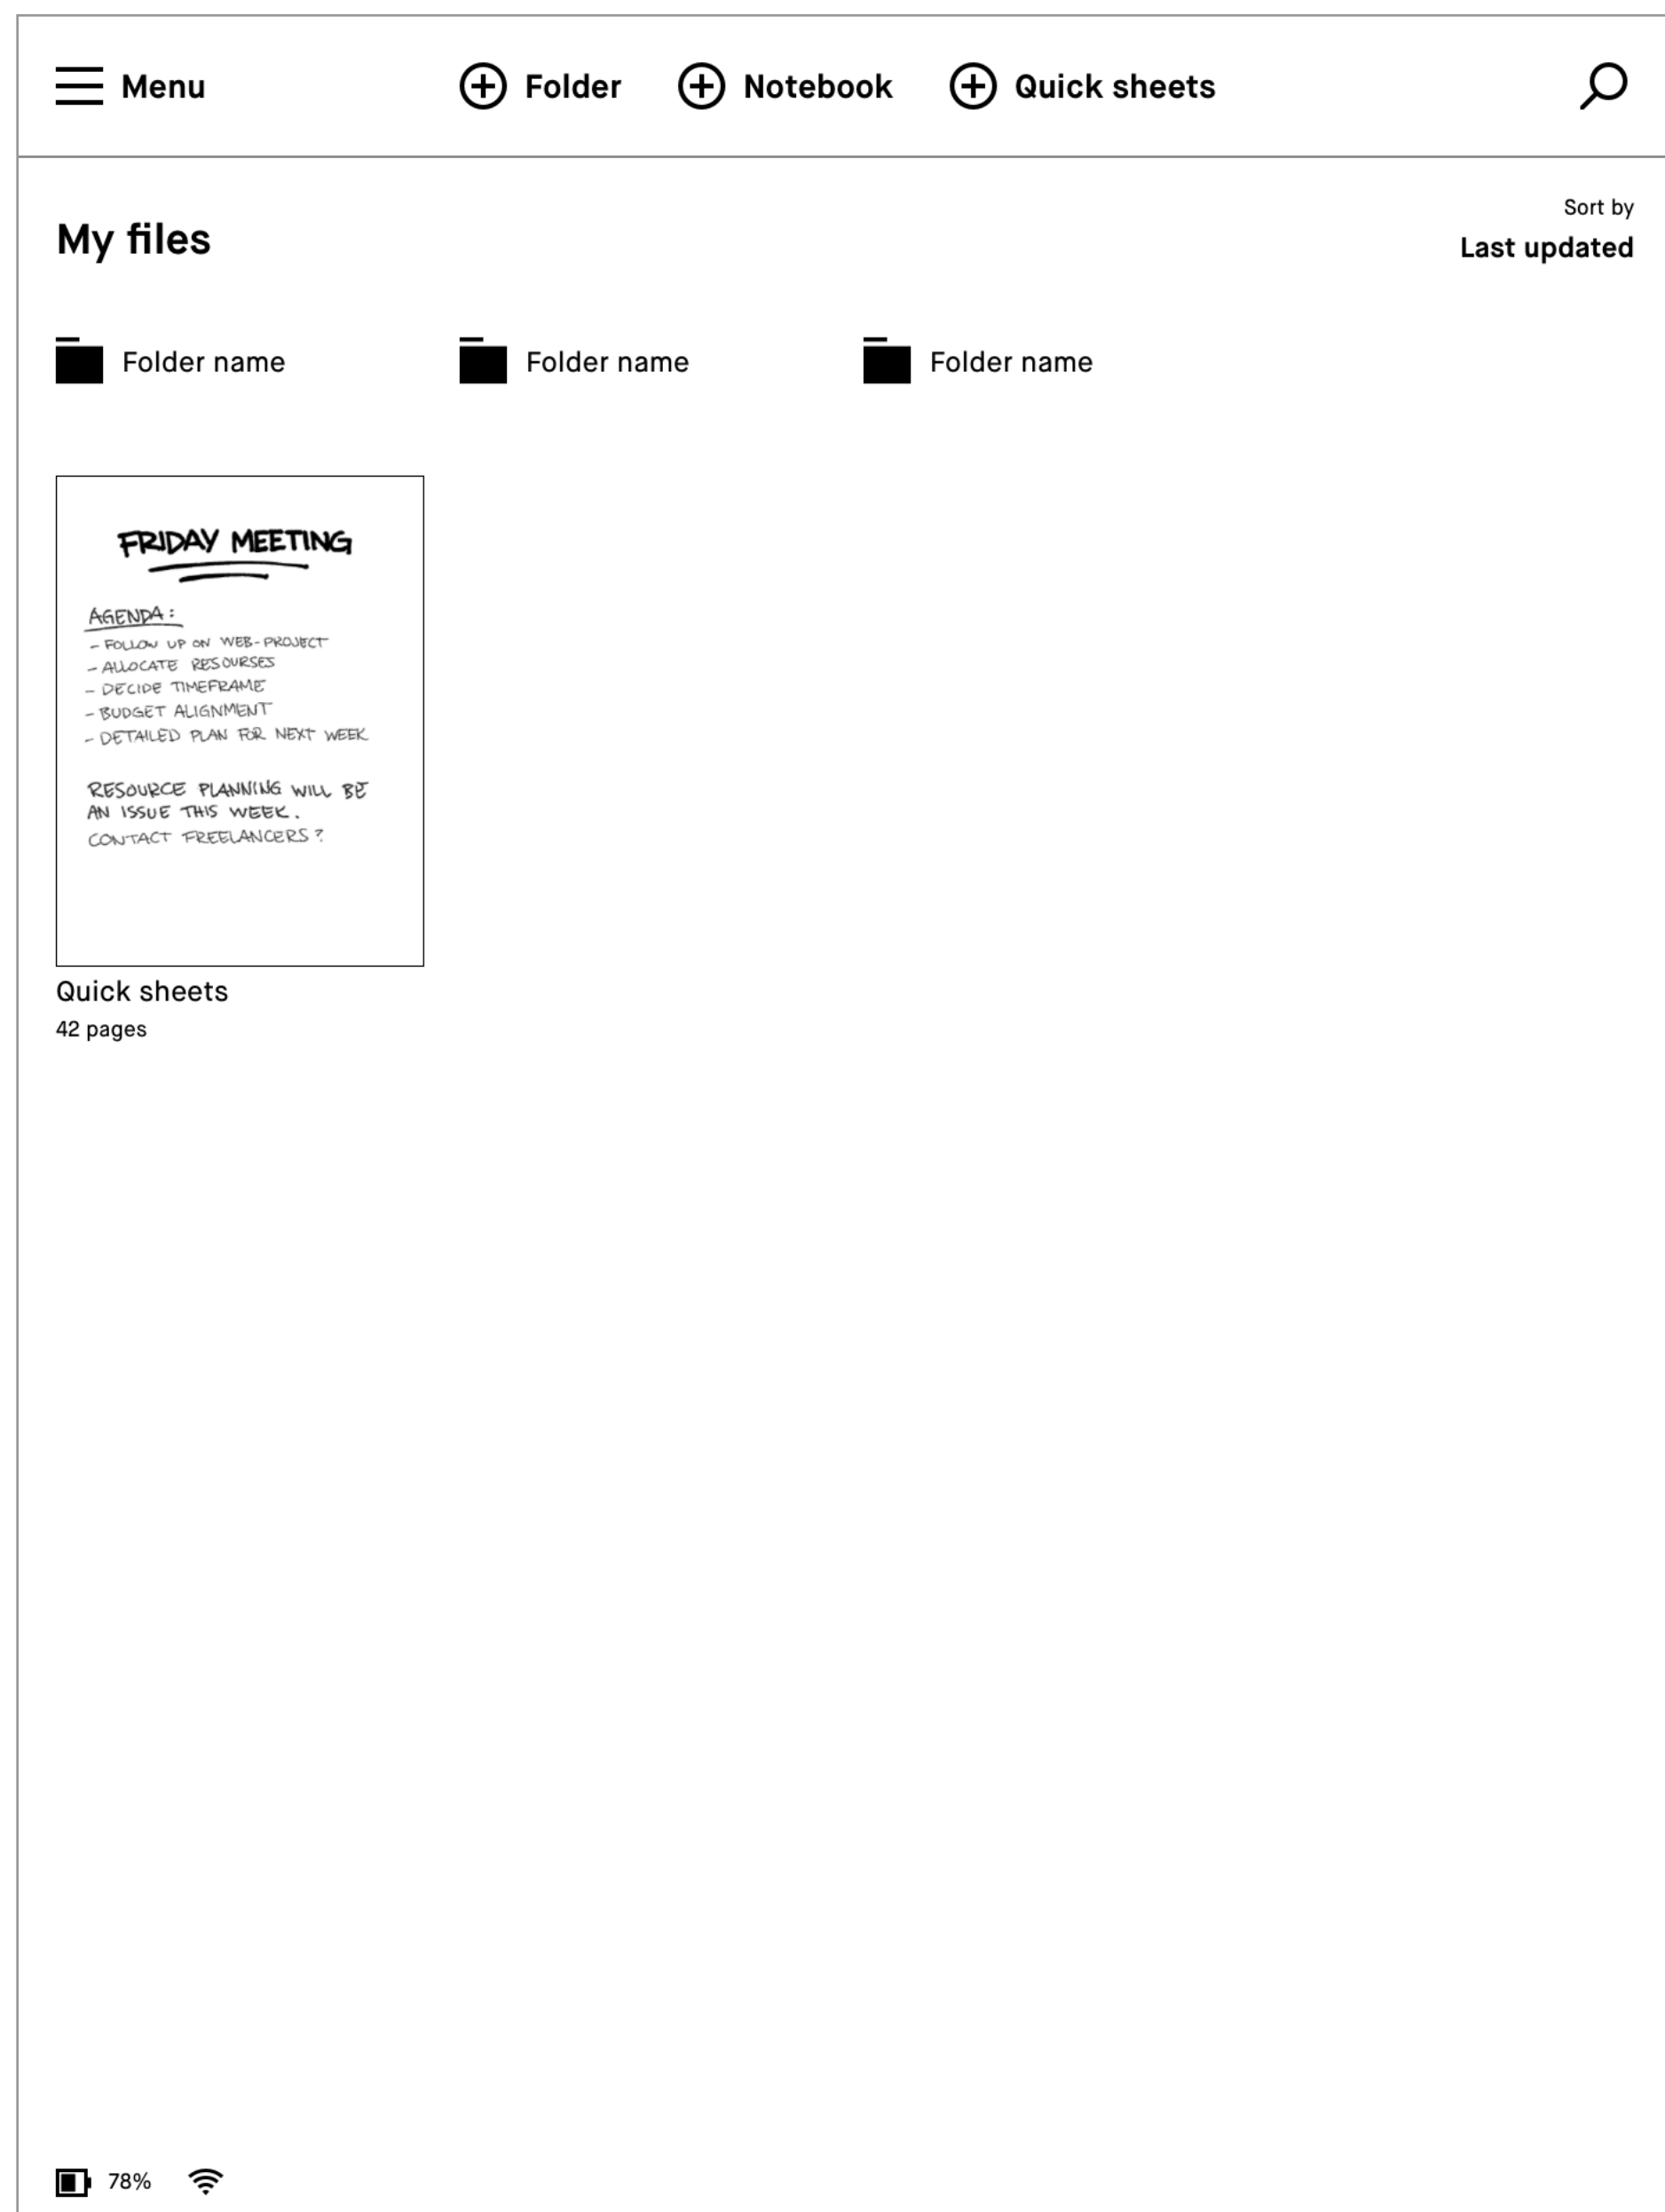 Menu
Folder
Notebook
Quick sheets
My files
Sort by
Last updated
Folder name
Folder name
Folder name
FRIDAY MEETING
AGENDA:
- FOLLOW UP ON WEB-PROJECT
- ALLOCATE RESOURSES
- DECIDE TIMEFRAME
- BUDGET ALIGNMENT
- DETAILED PLAN FOR NEXT WEEK
RESOURCE PLANNING WILL BE
AN ISSUE THIS WEEK.
CONTACT FREELANCERS?
Quick sheets
42 pages
78%